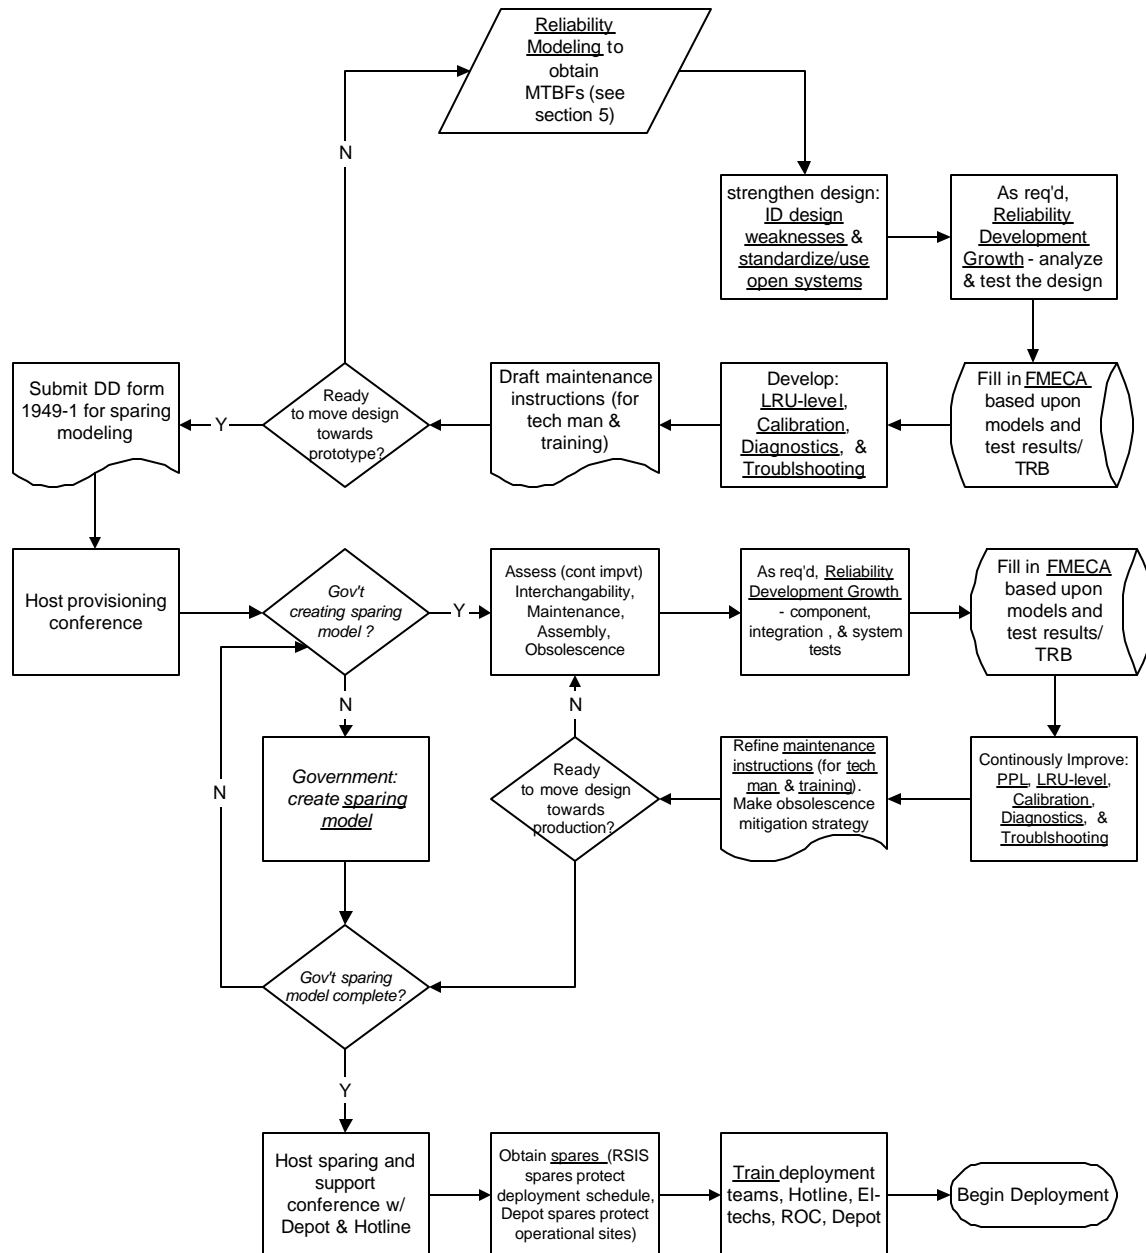 Reliability
Modeling to
obtain
MTBFs (see
section 5)
N
strengthen design:
ID design
weaknesses &
standardize/use
open systems
As req'd,
Reliability
Development
Growth - analyze
& test the design
Submit DD form
1949-1 for sparing
modeling
Y
Ready
to move design
towards
prototype?
Draft maintenance
instructions (for
tech man &
training)
Develop:
LRU-level,
Calibration,
Diagnostics, &
Troublshooting
Fill in FMECA
based upon
models and
test results/
TRB
Host provisioning
conference
Gov't
creating sparing
model ?
Y
Assess (cont impvt)
Interchangability,
Maintenance,
Assembly,
Obsolescence
As req'd, Reliability
Development Growth
- component,
integration , & system
tests
Fill in FMECA
based upon
models and
test results/
TRB
N
N
N
Government:
create sparing
model
Ready
to move design
towards
production?
Refine maintenance
instructions (for tech
man & training).
Make obsolescence
mitigation strategy
Continously Improve:
PPL, LRU-level,
Calibration,
Diagnostics, &
Troublshooting
Gov't sparing
model complete?
Y
Host sparing and
support
conference w/
Depot & Hotline
Obtain spares (RSIS
spares protect
deployment schedule,
Depot spares protect
operational sites)
Train deployment
teams, Hotline, EI-
techs, ROC, Depot
Begin Deployment